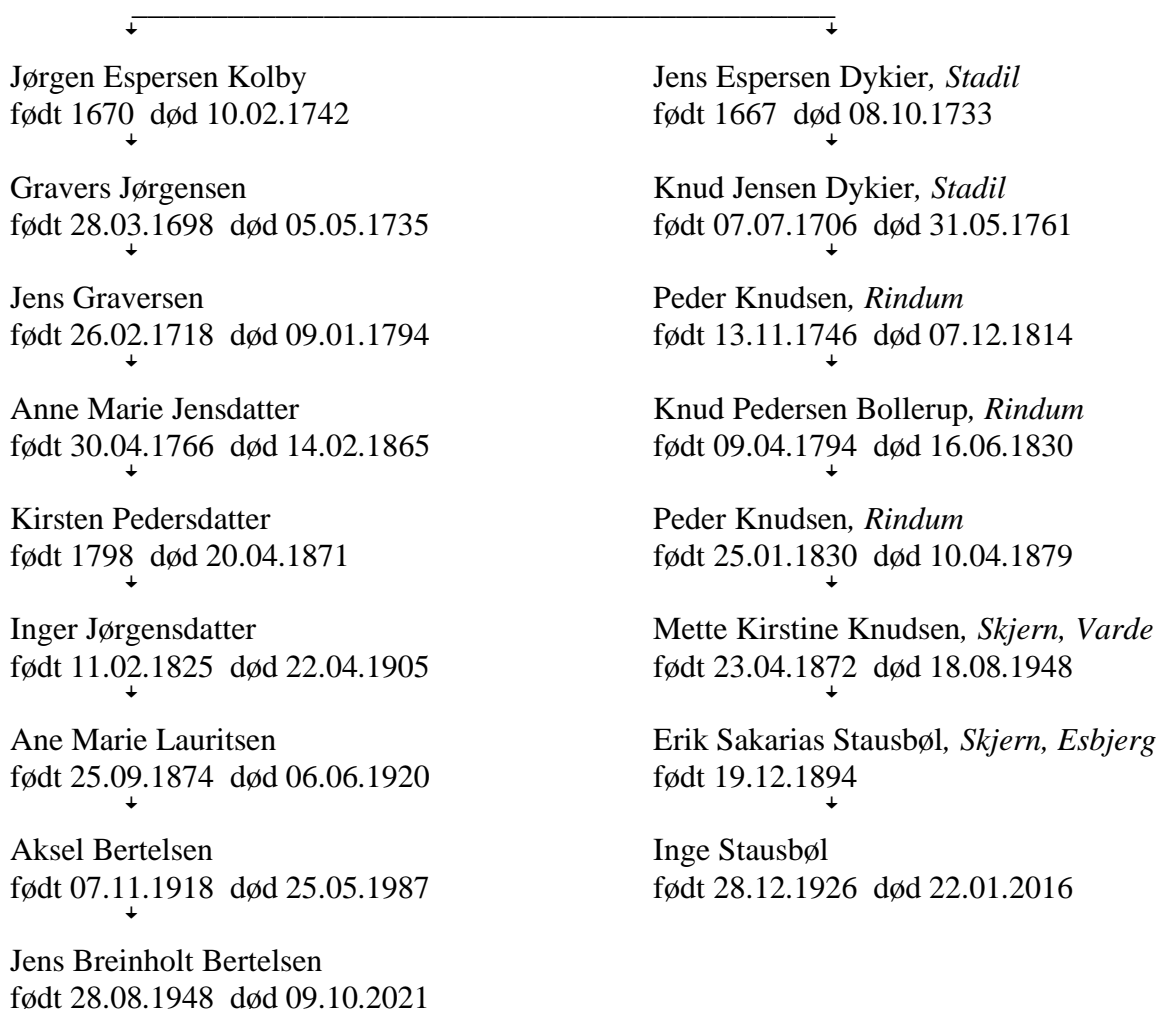 Jørgen Espersen Kolby
født 1670 død 10.02.1742
Gravers Jørgensen
født 28.03.1698 død 05.05.1735
Jens Graversen
født 26.02.1718 død 09.01.1794
Anne Marie Jensdatter
født 30.04.1766 død 14.02.1865
Kirsten Pedersdatter
født 1798 død 20.04.1871
Inger Jørgensdatter
født 11.02.1825 død 22.04.1905
Ane Marie Lauritsen
født 25.09.1874 død 06.06.1920
Aksel Bertelsen
født 07.11.1918 død 25.05.1987
Jens Breinholt Bertelsen
født 28.08.1948 død 09.10.2021
Jens Espersen Dykier, Stadil
født 1667 død 08.10.1733
Knud Jensen Dykier, Stadil
født 07.07.1706 død 31.05.1761
Peder Knudsen, Rindum
født 13.11.1746 død 07.12.1814
Knud Pedersen Bollerup, Rindum
født 09.04.1794 død 16.06.1830
Peder Knudsen, Rindum
født 25.01.1830 død 10.04.1879
Mette Kirstine Knudsen, Skjern, Varde
født 23.04.1872 død 18.08.1948
Erik Sakarias Stausbøl, Skjern, Esbjerg
født 19.12.1894
Inge Stausbøl
født 28.12.1926 død 22.01.2016